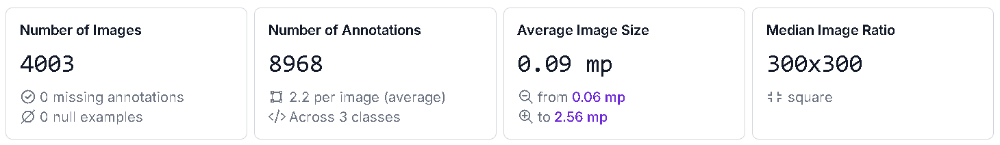 Number of Images
4003
0 missing annotations
0 null examples
Number of Annotations
8968
2.2 per image (average)
Across 3 classes
Average Image Size
0.09 mp
from 0.06 mp
to 2.56 mp
Median Image Ratio
300x300
square